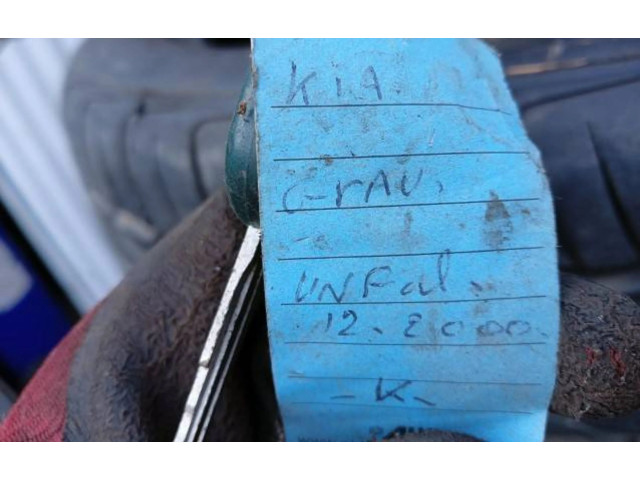 KiA
GrAU.
UNFal.
12.2000.
-K-